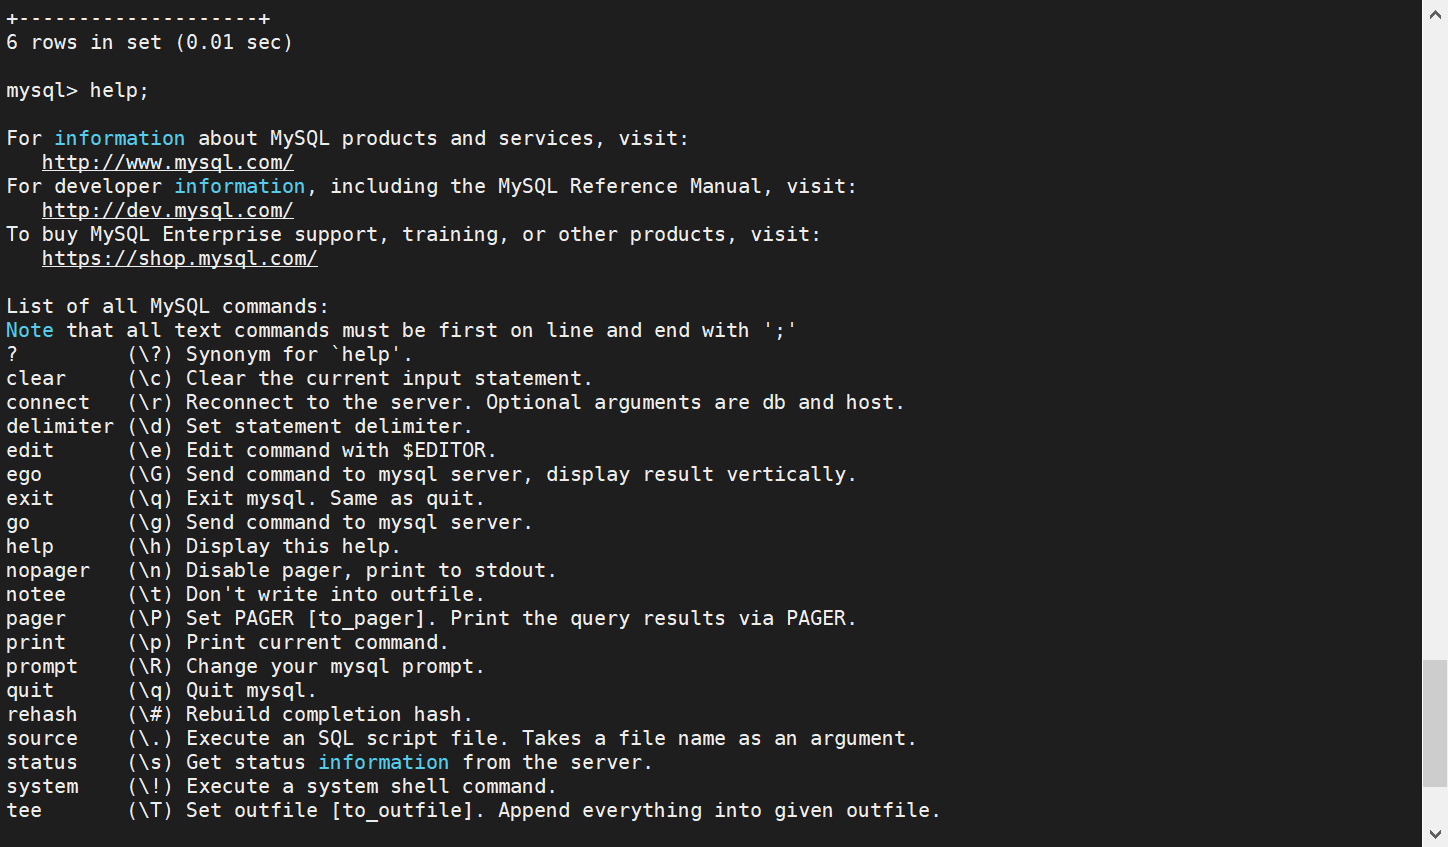 +--------------------+
6 rows in set (0.01 sec)

mysql> help;

For information about MySQL products and services, visit:
   http://www.mysql.com/
For developer information, including the MySQL Reference Manual, visit:
   http://dev.mysql.com/
To buy MySQL Enterprise support, training, or other products, visit:
   https://shop.mysql.com/

List of all MySQL commands:
Note that all text commands must be first on line and end with ';'
?         (\?) Synonym for `help'.
clear     (\c) Clear the current input statement.
connect   (\r) Reconnect to the server. Optional arguments are db and host.
delimiter (\d) Set statement delimiter.
edit      (\e) Edit command with $EDITOR.
ego       (\G) Send command to mysql server, display result vertically.
exit      (\q) Exit mysql. Same as quit.
go        (\g) Send command to mysql server.
help      (\h) Display this help.
nopager   (\n) Disable pager, print to stdout.
notee     (\t) Don't write into outfile.
pager     (\P) Set PAGER [to_pager]. Print the query results via PAGER.
print     (\p) Print current command.
prompt    (\R) Change your mysql prompt.
quit      (\q) Quit mysql.
rehash    (\#) Rebuild completion hash.
source    (\.) Execute an SQL script file. Takes a file name as an argument.
status    (\s) Get status information from the server.
system    (\!) Execute a system shell command.
tee       (\T) Set outfile [to_outfile]. Append everything into given outfile.